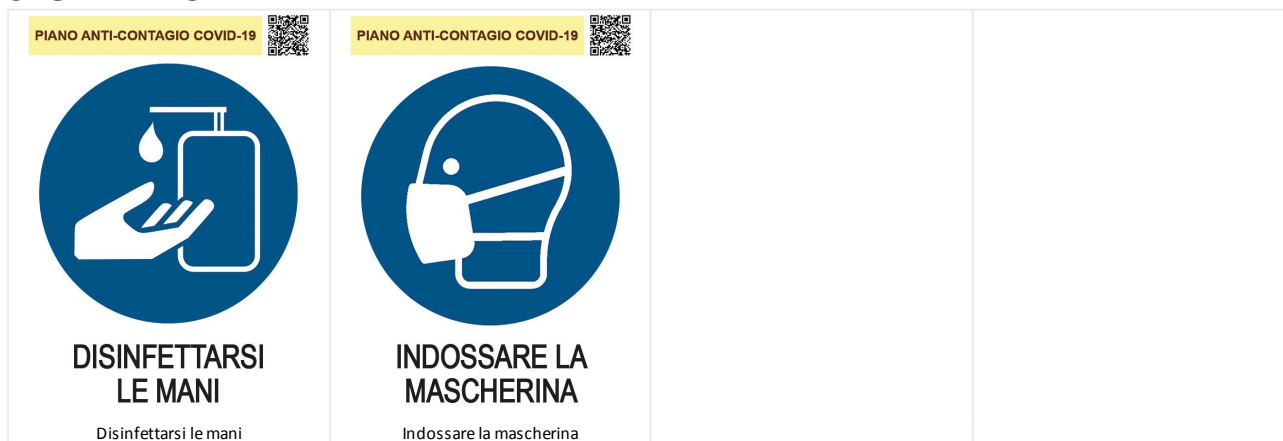 PIANO ANTI-CONTAGIO COVID-19
DISINFETTARSI
LE MANI
Disinfettarsi le mani
PIANO ANTI-CONTAGIO COVID-19
INDOSSARE LA
MASCHERINA
Indossare la mascherina